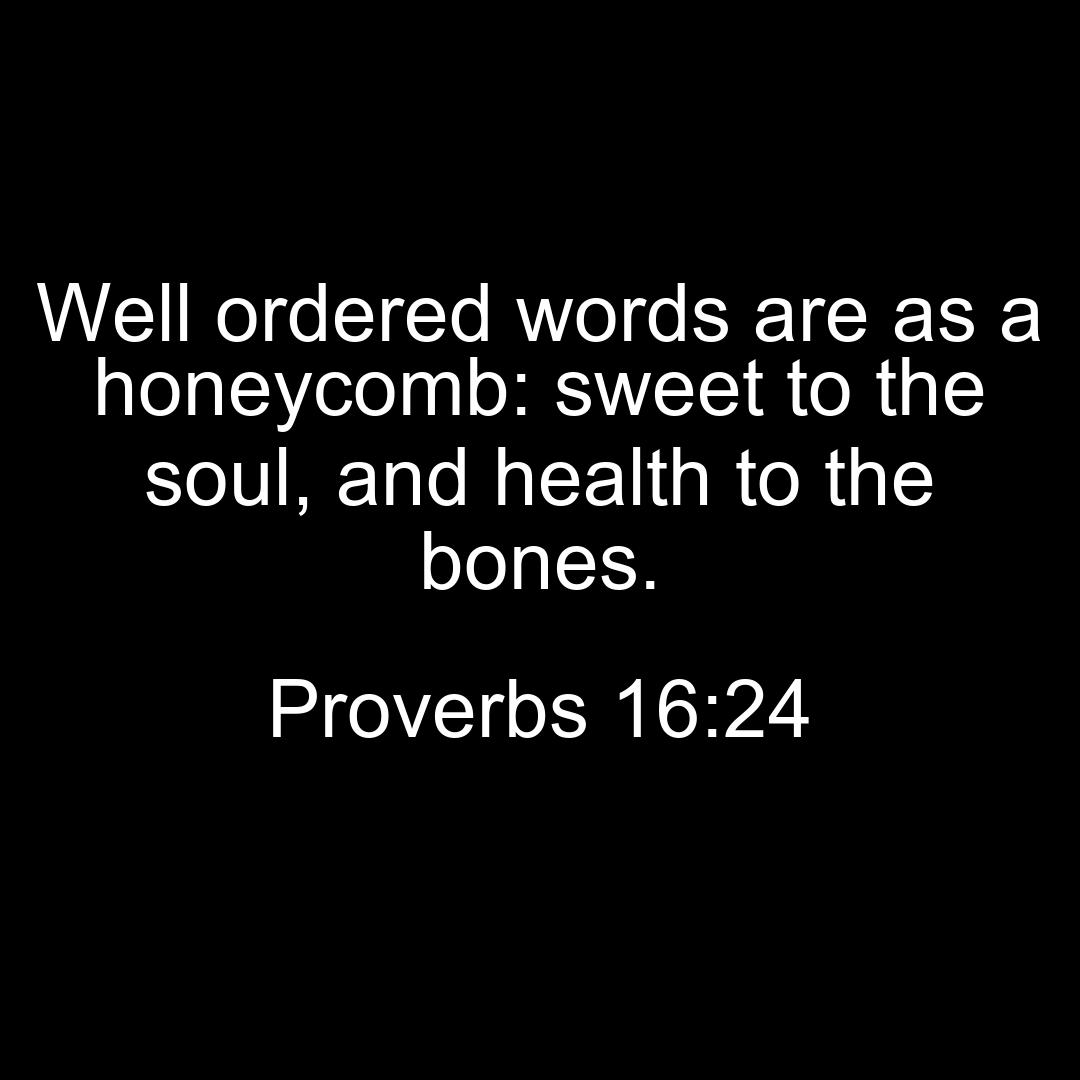 Well ordered words are as a
honeycomb: sweet to the
soul, and health to the
bones.
Proverbs 16:24